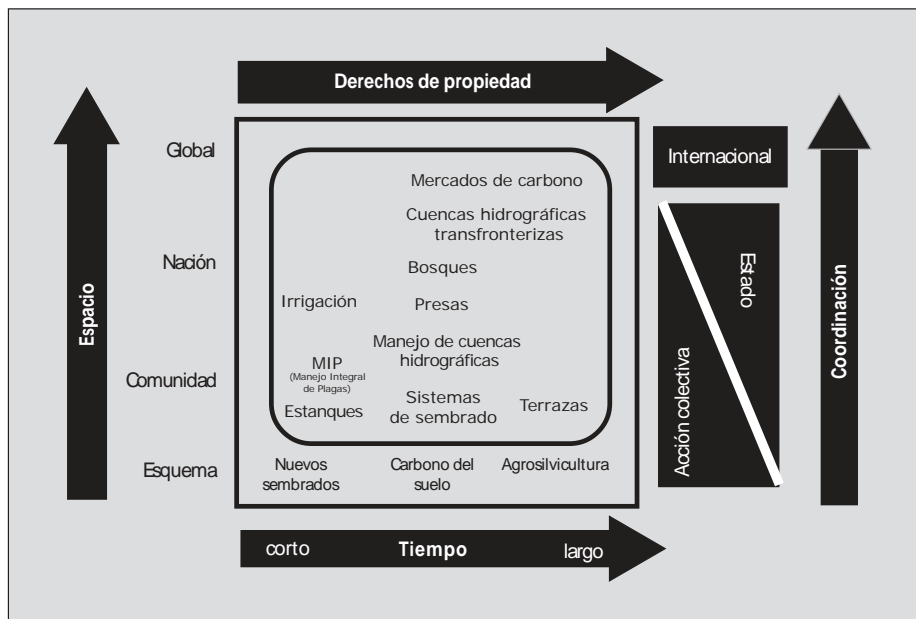 Derechos de propiedad
Espacio
Global
Nación
Comunidad
Esquema
Mercados de carbono
Cuencas hidrográficas
transfronterizas
Bosques
Irrigación
Presas
Manejo de cuencas
hidrográficas
MIP
(Manejo Integral
de Plagas)
Estanques
Sistemas
de sembrado
Terrazas
Nuevos
sembrados
Carbono del
suelo
Agrosilvicultura
Internacional
Estado
Acción colectiva
Coordinación
corto
Tiempo
largo